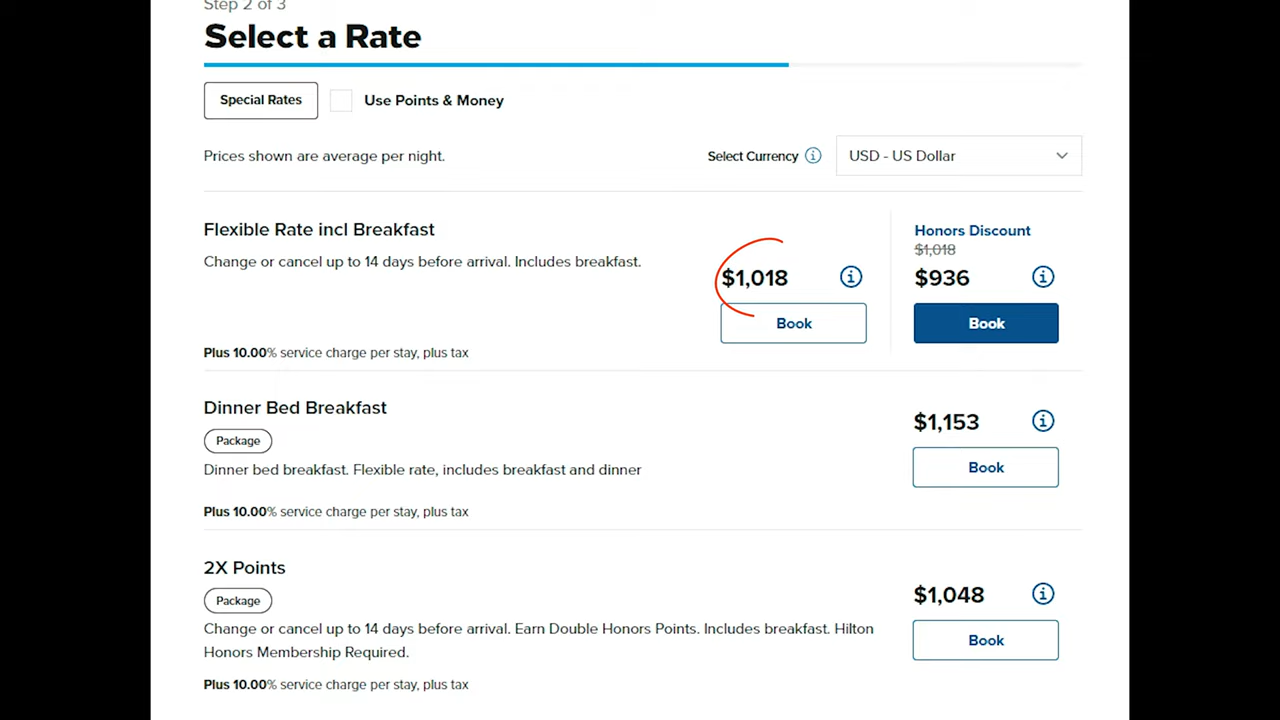 Step 2 of 3
Select a Rate
Special Rates
Use Points & Money
Prices shown are average per night.
Select Currency
USD - US Dollar
Flexible Rate incl Breakfast
Change or cancel up to 14 days before arrival. Includes breakfast.
$1,018
Book
Honors Discount
$1,018
$936
Book
Plus 10.00% service charge per stay, plus tax
Dinner Bed Breakfast
Package
Dinner bed breakfast. Flexible rate, includes breakfast and dinner
$1,153
Book
Plus 10.00% service charge per stay, plus tax
2X Points
Package
Change or cancel up to 14 days before arrival. Earn Double Honors Points. Includes breakfast. Hilton
Honors Membership Required.
$1,048
Book
Plus 10.00% service charge per stay, plus tax